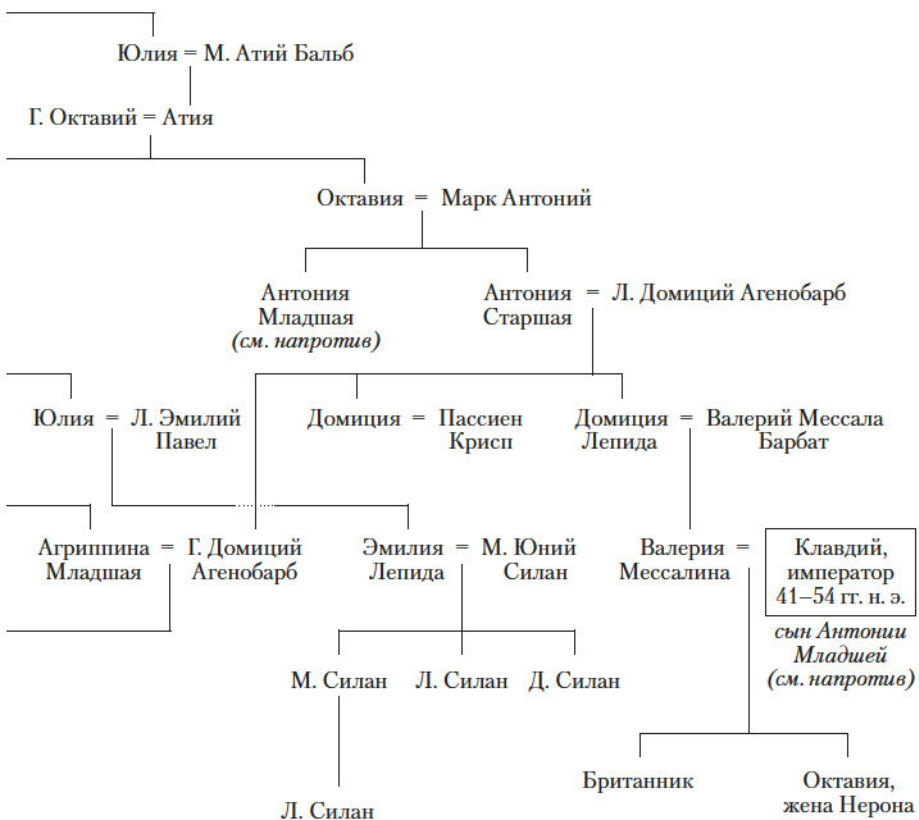 Юлия = М. Атий Бальб
Г. Октавий = Атия
Октавия = Марк Антоний
Антония
Младшая
(см. напротив)
Антония
Старшая
= Л. Домиций Агенобарб
Юлия = Л. Эмилий
Павел
Домиция = Пассиен
Крисп
Домиция
Лепида
= Валерий Мессала
Барбат
Агриппина
Младшая
= Г. Домиций
Агенобарб
Эмилия
Лепида
= М. Юний
Силан
Валерия
Мессалина
=
Клавдий,
император
41–54 гг. н. э.
сын Антонии
Младшей
(см. напротив)
М. Силан Л. Силан Д. Силан
Л. Силан
Британник
Октавия,
жена Нерона